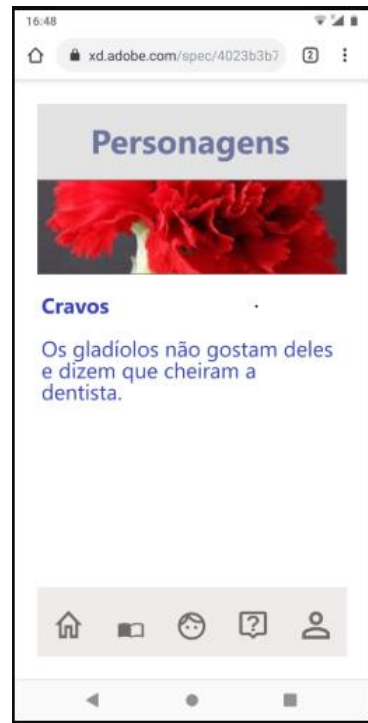 16:48
xd.adobe.com/spec/4023b3b7
2
Personagens
Cravos
Os gladíolos não gostam deles
e dizem que cheiram a
dentista.
?